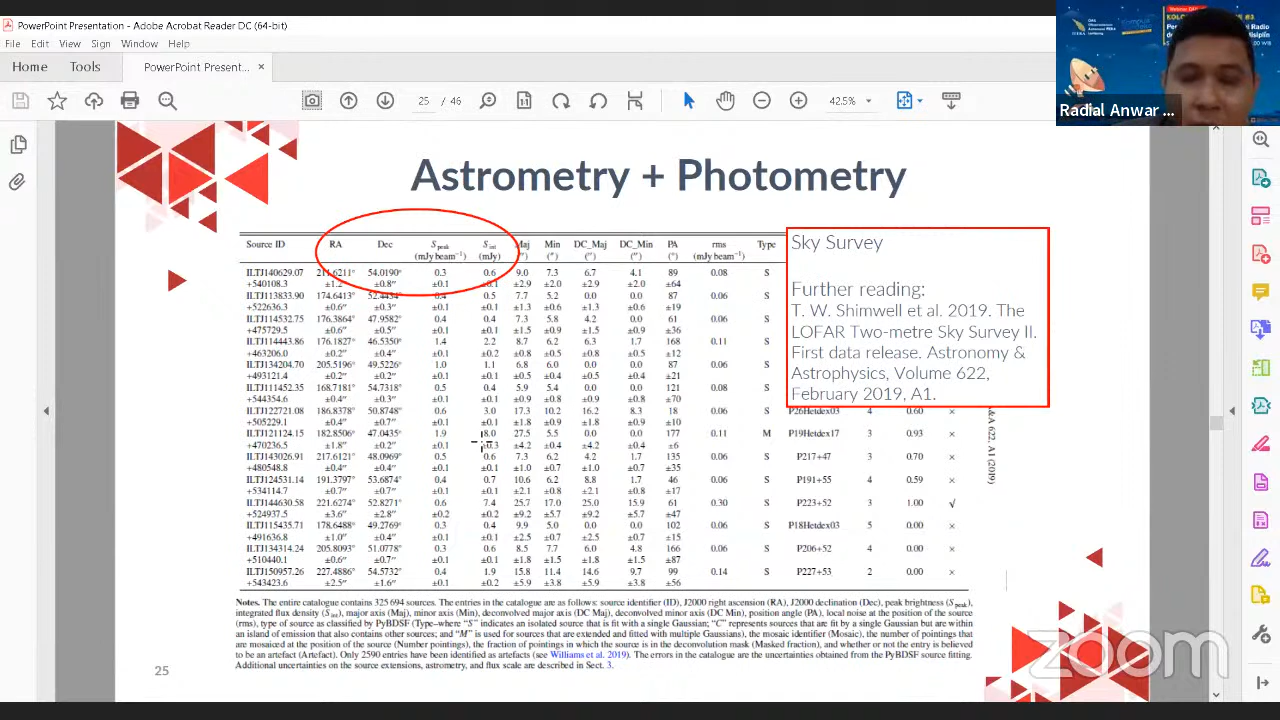 PowerPoint Presentation - Adobe Acrobat Reader DC (64-bit)
File Edit View Sign Window Help
Home Tools PowerPoint Present... ×
25 / 46 42.5%
Radial Anwar ...
Astrometry + Photometry
Source ID RA Dec S peak S int Maj Min DC_Maj DC_Min PA rms Type
(mJy beam−1) (mJy) (″) (″) (″) (″) (°) (mJy beam−1)
ILTJ140629.07 211.6211° 54.0190° 0.3 0.6 9.0 7.3 6.7 4.1 89 0.08 S
+540108.3 ±1.2″ ±0.8″ ±0.1 ±0.1 ±2.9 ±2.0 ±2.9 ±2.0 ±64
ILTJ113833.90 174.6413° 52.4454° 0.4 0.5 7.3 5.2 0.0 0.0 87 0.06 S
+522636.3 ±0.6″ ±0.3″ ±0.1 ±0.1 ±1.3 ±0.6 ±1.3 ±0.6 ±19
ILTJ114532.75 176.3864° 47.9582° 0.4 0.4 7.3 5.8 4.2 0.0 61 0.06 S
+475729.5 ±0.6″ ±0.5″ ±0.1 ±0.1 ±1.5 ±0.9 ±1.5 ±0.9 ±36
ILTJ114443.86 176.1827° 46.5350° 1.4 2.2 8.7 6.2 6.3 1.7 168 0.11 S
+463206.0 ±0.2″ ±0.4″ ±0.1 ±0.2 ±0.8 ±0.5 ±0.8 ±0.5 ±12
ILTJ134204.70 205.5196° 49.5226° 1.0 1.1 6.8 6.0 0.0 0.0 87 0.06 S
+493121.4 ±0.2″ ±0.2″ ±0.1 ±0.1 ±0.5 ±0.4 ±0.5 ±0.4 ±21
ILTJ111452.35 168.7181° 54.7318° 0.5 0.4 5.9 5.4 0.0 0.0 121 0.08 S
+544354.6 ±0.4″ ±0.4″ ±0.1 ±0.1 ±0.9 ±0.8 ±0.9 ±0.8 ±70
ILTJ122721.08 186.8378° 50.8748° 0.6 3.0 17.3 10.2 16.2 8.3 18 0.06 S P26Hetdex03 4 0.60 ×
+505229.1 ±0.4″ ±0.7″ ±0.1 ±0.1 ±1.8 ±0.9 ±1.8 ±0.9 ±10
ILTJ121124.15 182.8506° 47.0435° 1.9 8.0 27.5 5.5 0.0 0.0 177 0.11 M P19Hetdex17 3 0.93 ×
+470236.5 ±1.8″ ±0.2″ ±0.1 ±0.3 ±4.2 ±0.4 ±4.2 ±0.4 ±6
ILTJ143026.91 217.6121° 48.0969° 0.5 0.6 7.3 6.2 4.2 1.7 135 0.06 S P217+47 3 0.70 ×
+480548.8 ±0.4″ ±0.4″ ±0.1 ±0.1 ±1.0 ±0.7 ±1.0 ±0.7 ±35
ILTJ124531.14 191.3797° 53.6874° 0.4 0.7 10.6 6.2 8.8 1.7 46 0.06 S P191+55 4 0.59 ×
+534114.7 ±0.7″ ±0.7″ ±0.1 ±0.1 ±2.1 ±0.8 ±2.1 ±0.8 ±17
ILTJ144630.58 221.6274° 52.8271° 0.6 7.4 25.7 17.0 25.0 15.9 61 0.30 S P223+52 3 1.00 √
+524937.5 ±3.6″ ±2.8″ ±0.2 ±0.2 ±9.2 ±5.7 ±9.2 ±5.7 ±47
ILTJ115435.71 178.6488° 49.2769° 0.3 0.4 9.9 5.0 0.0 0.0 102 0.06 S P18Hetdex03 5 0.00 ×
+491636.8 ±1.0″ ±0.4″ ±0.1 ±0.1 ±2.5 ±0.7 ±2.5 ±0.7 ±15
ILTJ134314.24 205.8093° 51.0778° 0.3 0.6 8.5 7.7 6.0 4.8 166 0.06 S P206+52 4 0.00 ×
+510440.1 ±0.6″ ±0.7″ ±0.1 ±0.1 ±1.8 ±1.5 ±1.8 ±1.5 ±87
ILTJ150957.26 227.4886° 54.5732° 0.4 1.9 15.8 11.4 14.6 9.7 99 0.14 S P227+53 2 0.00 ×
+543423.6 ±2.5″ ±1.6″ ±0.1 ±0.2 ±5.9 ±3.8 ±5.9 ±3.8 ±56
Sky Survey
Further reading:
T. W. Shimwell et al. 2019. The
LOFAR Two-metre Sky Survey II.
First data release. Astronomy &
Astrophysics, Volume 622,
February 2019, A1.
&A 622, A1 (2019)
Notes. The entire catalogue contains 325 694 sources. The entries in the catalogue are as follows: source identifier (ID), J2000 right ascension (RA), J2000 declination (Dec), peak brightness (S peak),
integrated flux density (S int), major axis (Maj), minor axis (Min), deconvolved major axis (DC Maj), deconvolved minor axis (DC Min), position angle (PA), local noise at the position of the source
(rms), type of source as classified by PyBDSF (Type–where “S” indicates an isolated source that is fit with a single Gaussian; “C” represents sources that are fit by a single Gaussian but are within
an island of emission that also contains other sources; and “M” is used for sources that are extended and fitted with multiple Gaussians), the mosaic identifier (Mosaic), the number of pointings
that are mosaiced at the position of the source (Number pointings), the fraction of pointings in which the source is in the deconvolution mask (Masked fraction), and whether or not the entry is believed
to be an artefact (Artefact). Only 2590 entries have been identified as artefacts (see Williams et al. 2019). The errors in the catalogue are the uncertainties obtained from the PyBDSF source fitting.
Additional uncertainties on the source extensions, astrometry, and flux scale are described in Sect. 3.
25
zoom